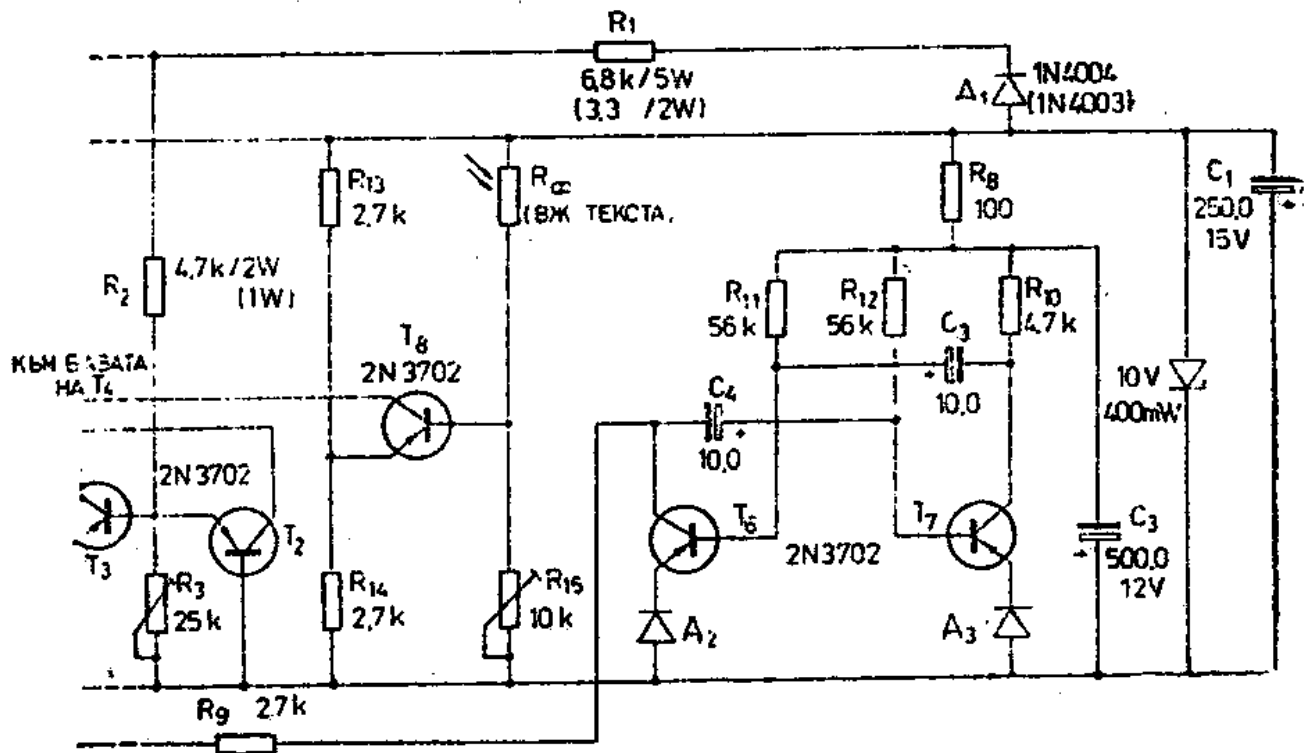 R1
6,8k/5W
(3,3 /2W)
1N4004
(1N4003)
Д1
R13
2,7k
(ВЖ ТЕКСТА.
R8
100
C1
250,0
15V
R2
4,7k/2W
(1W)
R11
56k
R12
56k
R10
4,7k
C3
10,0
T8
2N3702
НА T4
C4
10,0
10V
400mW
2N3702
T3
T2
T6
T7
2N3702
C3
500,0
12V
R3
25k
R14
2,7k
R15
10k
Д2
Д3
R9
2,7k